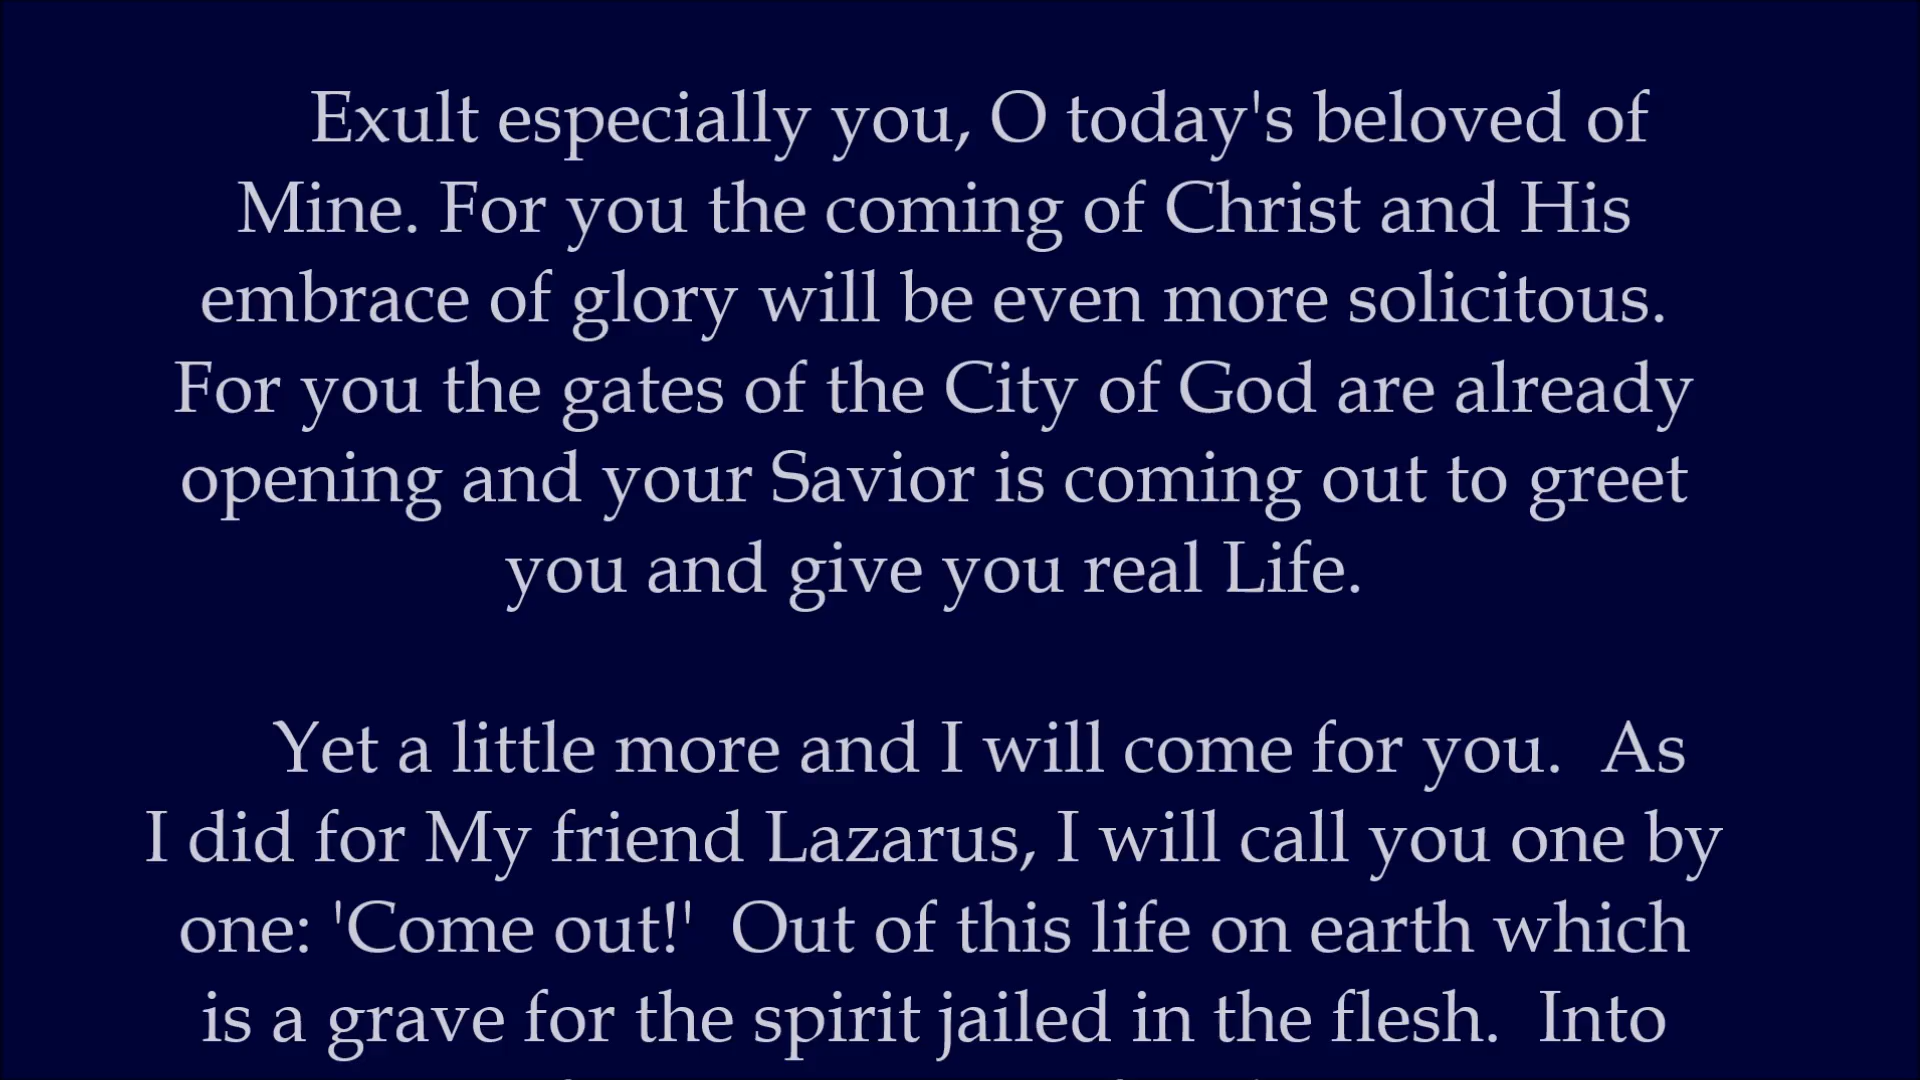 Exult especially you, O today's beloved of
Mine. For you the coming of Christ and His
embrace of glory will be even more solicitous.
For you the gates of the City of God are already
opening and your Savior is coming out to greet
you and give you real Life.
Yet a little more and I will come for you.  As
I did for My friend Lazarus, I will call you one by
one: 'Come out!'  Out of this life on earth which
is a grave for the spirit jailed in the flesh.  Into